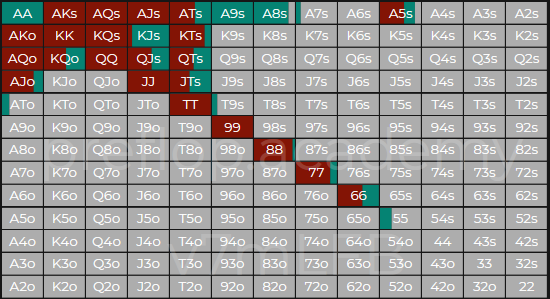 AA AKs AQs AJs ATs A9s A8s A7s A6s A5s A4s A3s A2s
AKo KK KQs KJs KTs K9s K8s K7s K6s K5s K4s K3s K2s
AQo KQo QQ QJs QTs Q9s Q8s Q7s Q6s Q5s Q4s Q3s Q2s
AJo KJo QJo JJ JTs J9s J8s J7s J6s J5s J4s J3s J2s
ATo KTo QTo JTo TT T9s T8s T7s T6s T5s T4s T3s T2s
A9o K9o Q9o J9o T9o 99 98s 97s 96s 95s 94s 93s 92s
A8o K8o Q8o J8o T8o 98o 88 87s 86s 85s 84s 83s 82s
preflop.academy
A7o K7o Q7o J7o T7o 97o 87o 77 76s 75s 74s 73s 72s
A6o K6o Q6o J6o T6o 96o 86o 76o 66 65s 64s 63s 62s
A5o K5o Q5o J5o T5o 95o 85o 75o 65o 55 54s 53s 52s
A4o K4o Q4o J4o T4o 94o 84o 74o 64o 54o 44 43s 42s
A3o K3o Q3o J3o T3o 93o 83o 73o 63o 53o 43o 33 32s
A2o K2o Q2o J2o T2o 92o 82o 72o 62o 52o 42o 32o 22